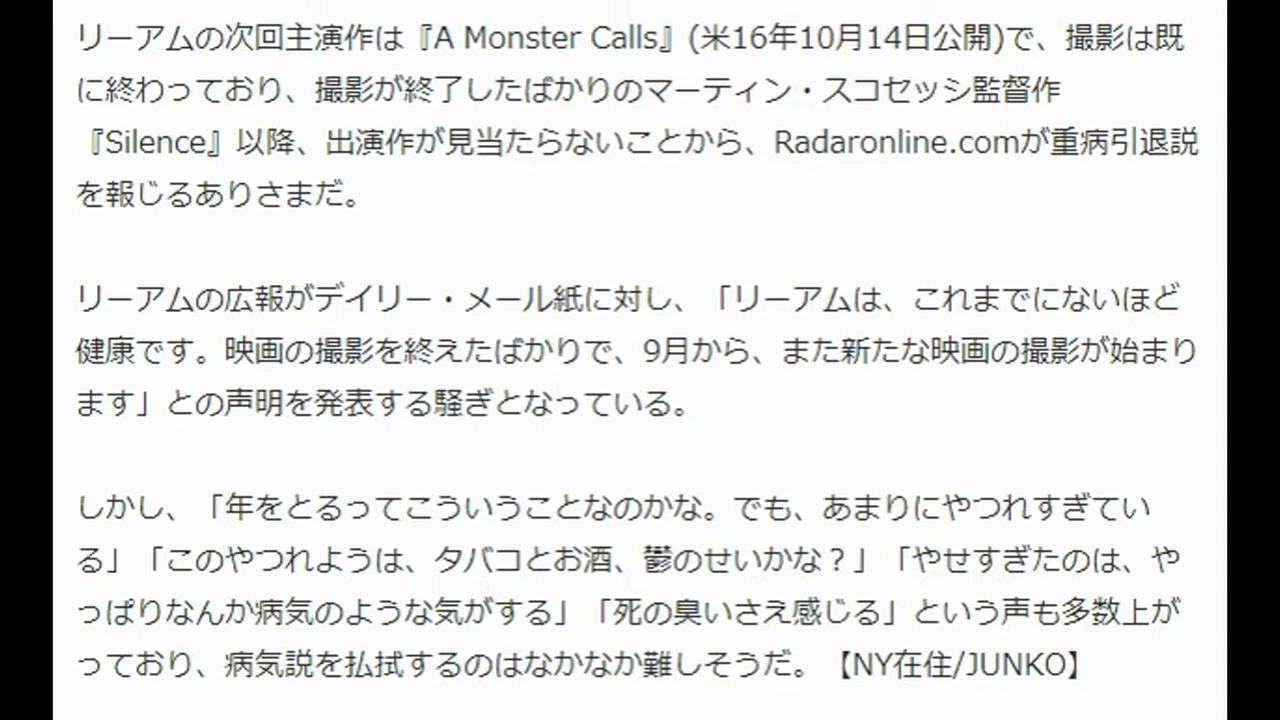 リーアムの次回主演作は『A Monster Calls』(米16年10月14日公開)で、撮影は既
に終わっており、撮影が終了したばかりのマーティン・スコセッシ監督作
『Silence』以降、出演作が見当たらないことから、Radaronline.comが重病引退説
を報じるありさまだ。
リーアムの広報がデイリー・メール紙に対し、「リーアムは、これまでにないほど
健康です。映画の撮影を終えたばかりで、9月から、また新たな映画の撮影が始まり
ます」との声明を発表する騒ぎとなっている。
しかし、「年をとるってこういうことなのかな。でも、あまりにやつれすぎてい
る」「このやつれようは、タバコとお酒、鬱のせいかな？」「やせすぎたのは、や
っぱりなんか病気のような気がする」「死の臭いさえ感じる」という声も多数上が
っており、病気説を払拭するのはなかなか難しそうだ。【NY在住/JUNKO】